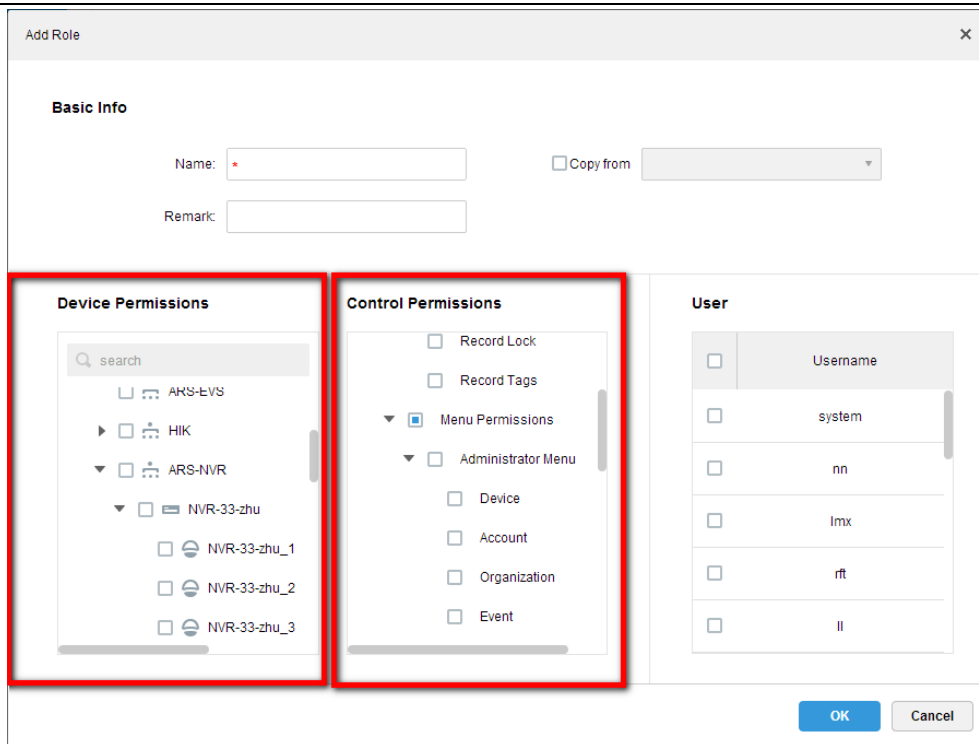 Add Role
Basic Info
Name: *
Copy from
Remark:
Device Permissions
search
ARS-EVS
HIK
ARS-NVR
NVR-33-zhu
NVR-33-zhu_1
NVR-33-zhu_2
NVR-33-zhu_3
Control Permissions
Record Lock
Record Tags
Menu Permissions
Administrator Menu
Device
Account
Organization
Event
User
Username
system
nn
lmx
rft
ll
OK
Cancel